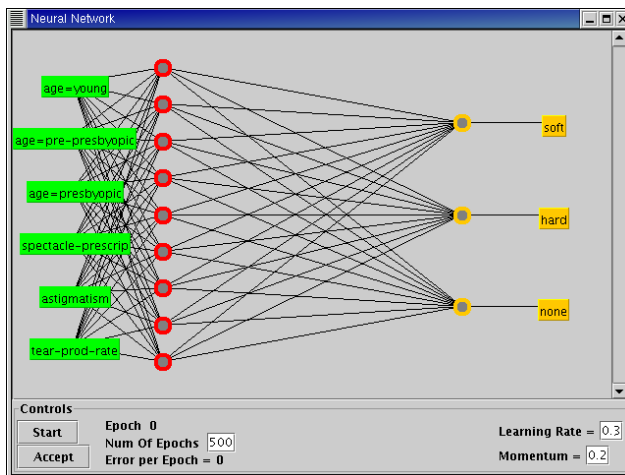 Neural Network
age=young
age=pre-presbyopic
age=presbyopic
spectacle-prescrip
astigmatism
tear-prod-rate
soft
hard
none
Controls
Start
Accept
Epoch 0
Num Of Epochs 500
Error per Epoch = 0
Learning Rate = 0.3
Momentum = 0.2